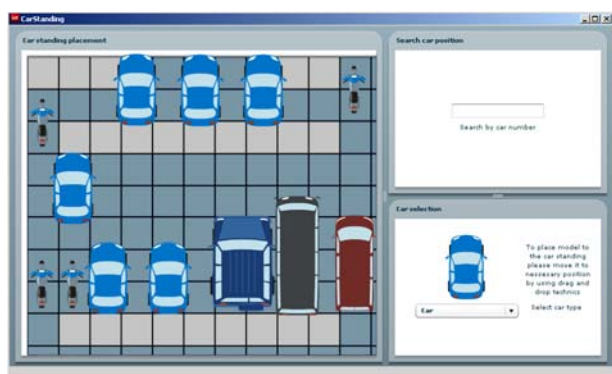 CarStanding
Car standing placement
Search car position
Search by car number
Car selection
To place model to
the car standing
please move it to
nessesary position
by using drag and
drop technics
Car
Select car type